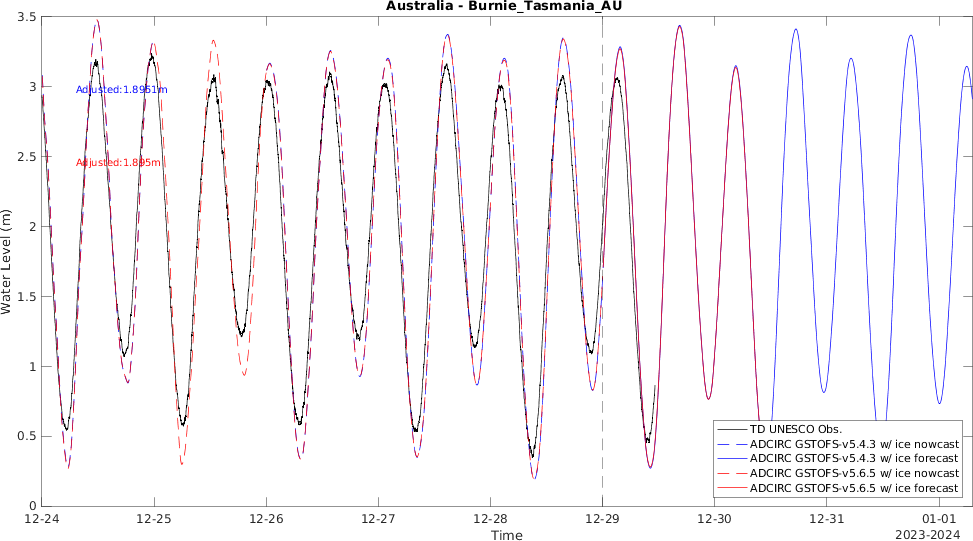 Australia - Burnie_Tasmania_AU
3.5
3
2.5
2
1.5
1
0.5
0
Water Level (m)
Adjusted:1.8951m
Adjusted:1.895m
TD UNESCO Obs.
ADCIRC GSTOFS-v5.4.3 w/ ice nowcast
ADCIRC GSTOFS-v5.4.3 w/ ice forecast
ADCIRC GSTOFS-v5.6.5 w/ ice nowcast
ADCIRC GSTOFS-v5.6.5 w/ ice forecast
12-24 12-25 12-26 12-27 12-28 12-29 12-30 12-31 01-01
Time
2023-2024